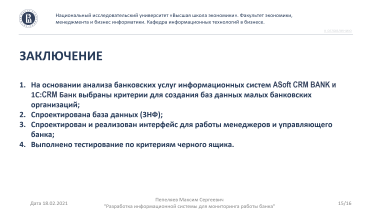 Национальный исследовательский университет «Высшая школа экономики». Факультет экономики,
менеджмента и бизнес информатики. Кафедра информационных технологий в бизнесе.
ЗАКЛЮЧЕНИЕ
1. На основании анализа банковских услуг информационных систем ASoft CRM BANK и
1С:CRM Банк выбраны критерии для создания баз данных малых банковских
организаций;
2. Спроектирована база данных (3НФ);
3. Спроектирован и реализован интерфейс для работы менеджеров и управляющего
банка;
4. Выполнено тестирование по критериям черного ящика.
Дата 18.02.2021
Пепеляев Максим Сергеевич
"Разработка информационной системы для мониторинга работы банка"
15/16